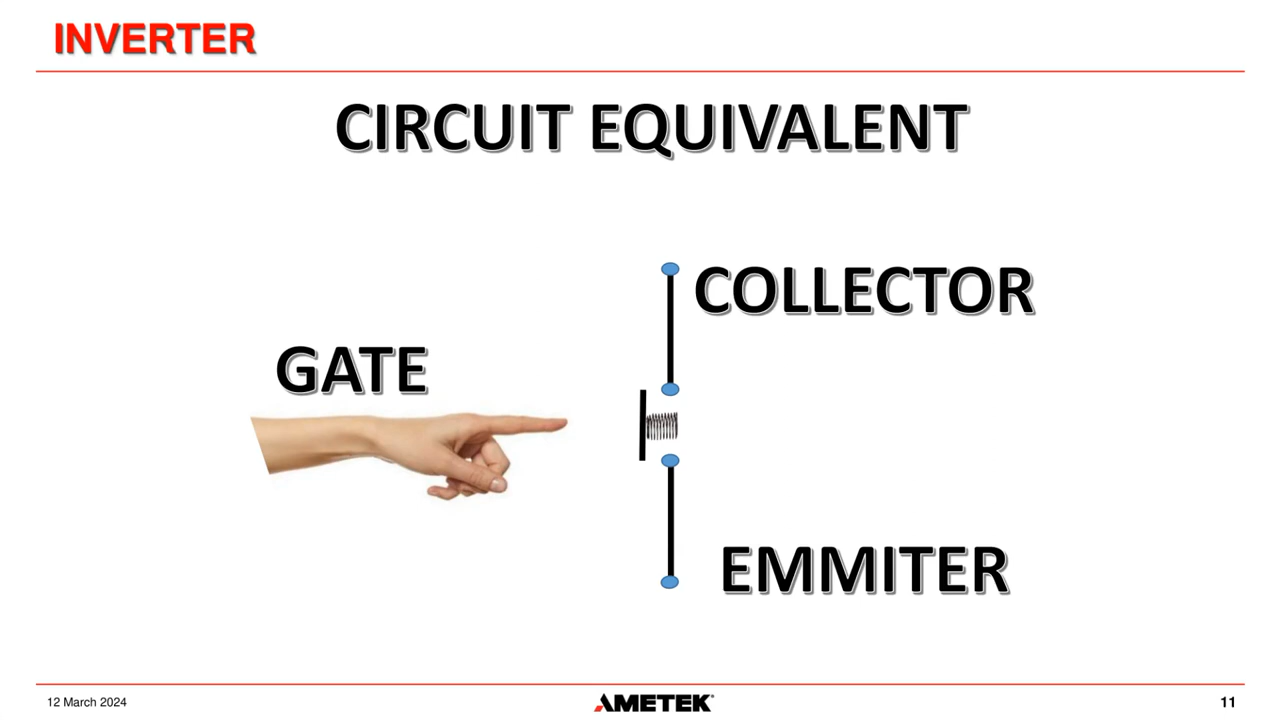 INVERTER
CIRCUIT EQUIVALENT
COLLECTOR
GATE
EMMITER
12 March 2024
AMETEK®
11